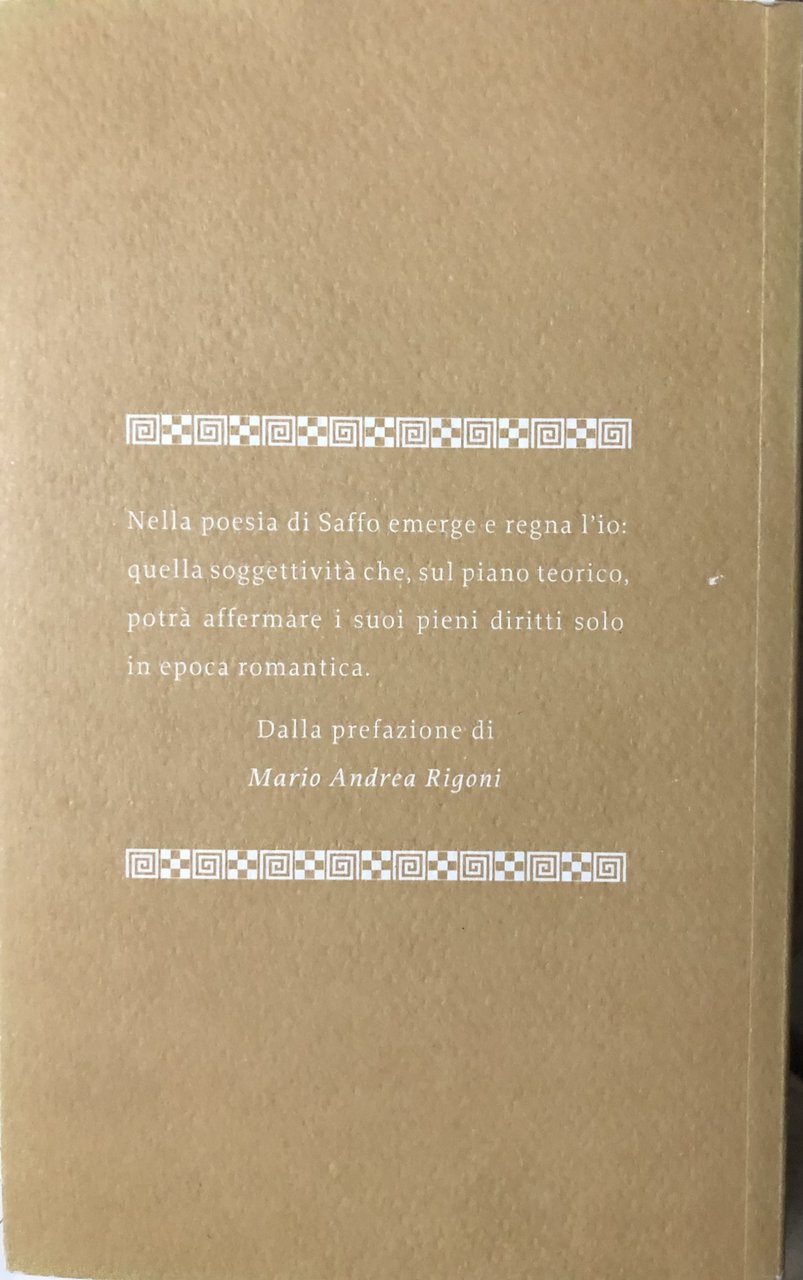 Nella poesia di Saffo emerge e regna l'io:
quella soggettività che, sul piano teorico,
potrà affermare i suoi pieni diritti solo
in epoca romantica.
Dalla prefazione di
Mario Andrea Rigoni